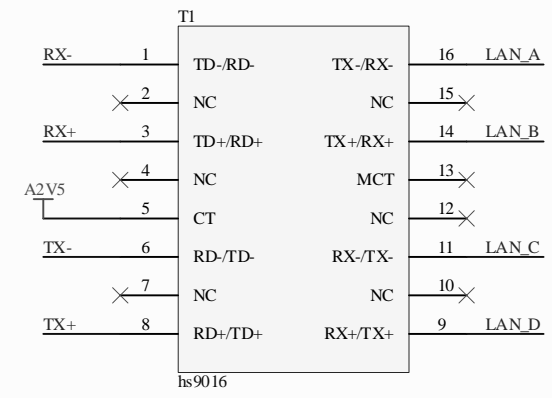 T1
RX- 1 TD-/RD- TX-/RX- 16 LAN_A
2 NC NC 15
RX+ 3 TD+/RD+ TX+/RX+ 14 LAN_B
4 NC MCT 13
A2V5
5 CT NC 12
TX- 6 RD-/TD- RX-/TX- 11 LAN_C
7 NC NC 10
TX+ 8 RD+/TD+ RX+/TX+ 9 LAN_D
hs9016